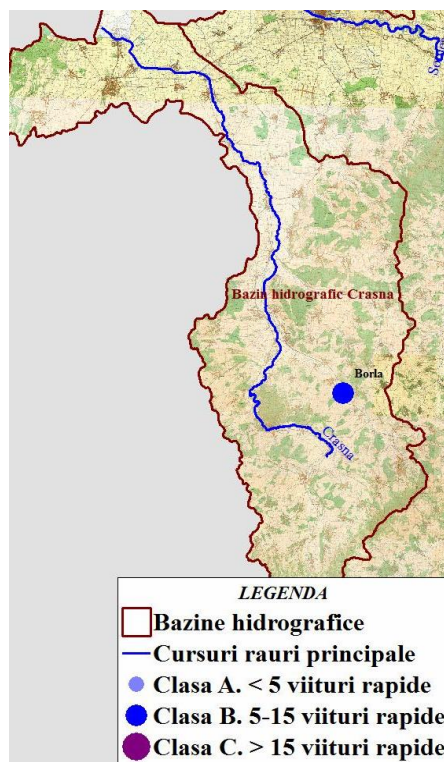 Bazin hidrografic Crasna
Borla
Crasna
LEGENDA
Bazine hidrografice
Cursuri rauri principale
Clasa A. < 5 viituri rapide
Clasa B. 5-15 viituri rapide
Clasa C. > 15 viituri rapide